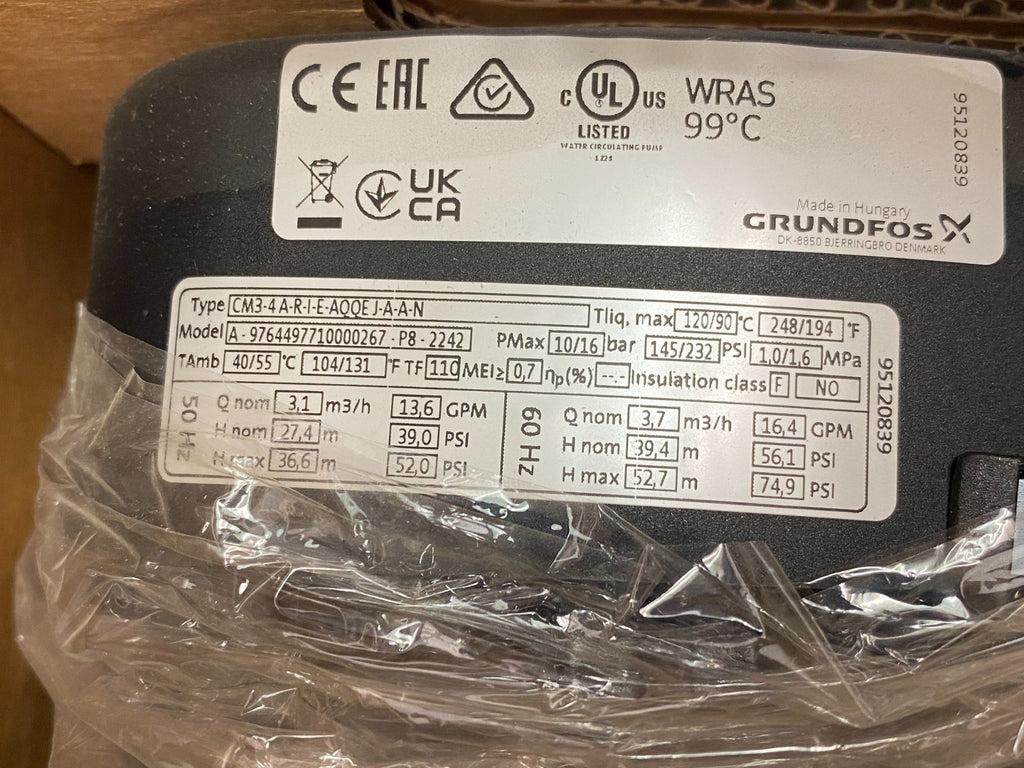 CE EAC
C UL US
LISTED
WATER CIRCULATING PUMP
WRAS
99°C
95120839
UK
CA
Made in Hungary
GRUNDFOS X
DK-8850 BJERRINGBRO DENMARK
Type CM3-4 A-R-I-E-AQQE J-A-A-N Tliq, max 120/90 °C 248/194 °F
Model A - 9764497710000267 - P8 - 2242 PMax 10/16 bar 145/232 PSI 1,0/1,6 MPa
TAmb 40/55 °C 104/131 °F TF 110 MEI≥ 0,7 ηp(%) --.- Insulation class F NO
95120839
50 Hz
Q nom 3,1 m3/h 13,6 GPM
H nom 27,4 m 39,0 PSI
H max 36,6 m 52,0 PSI
60 Hz
Q nom 3,7 m3/h 16,4 GPM
H nom 39,4 m 56,1 PSI
H max 52,7 m 74,9 PSI